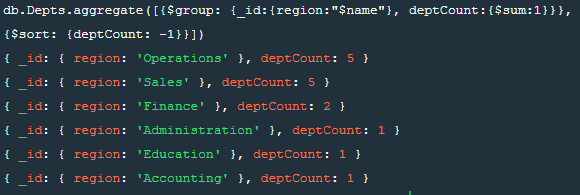 db.Depts.aggregate([{$group: {_id:{region:"$name"}, deptCount:{$sum:1}}},
{$sort: {deptCount: -1}}])
{ _id: { region: 'Operations' }, deptCount: 5 }
{ _id: { region: 'Sales' }, deptCount: 5 }
{ _id: { region: 'Finance' }, deptCount: 2 }
{ _id: { region: 'Administration' }, deptCount: 1 }
{ _id: { region: 'Education' }, deptCount: 1 }
{ _id: { region: 'Accounting' }, deptCount: 1 }